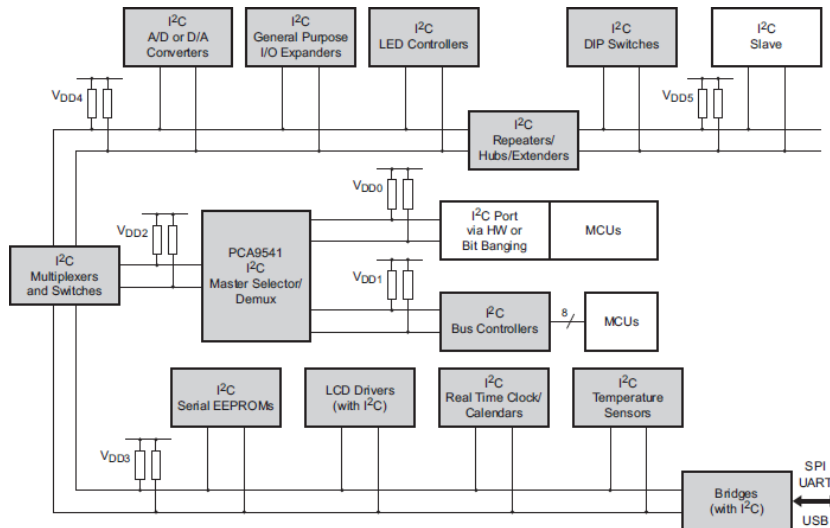 I2C
A/D or D/A
Converters
I2C
General Purpose
I/O Expanders
I2C
LED Controllers
I2C
DIP Switches
I2C
Slave
VDD4
VDD5
I2C
Repeaters/
Hubs/Extenders
VDD0
I2C Port
via HW or
Bit Banging
MCUs
VDD2
PCA9541
I2C
Master Selector/
Demux
I2C
Multiplexers
and Switches
VDD1
I2C
Bus Controllers
8
MCUs
I2C
Serial EEPROMs
LCD Drivers
(with I2C)
I2C
Real Time Clock/
Calendars
I2C
Temperature
Sensors
VDD3
Bridges
(with I2C)
SPI
UART
USB